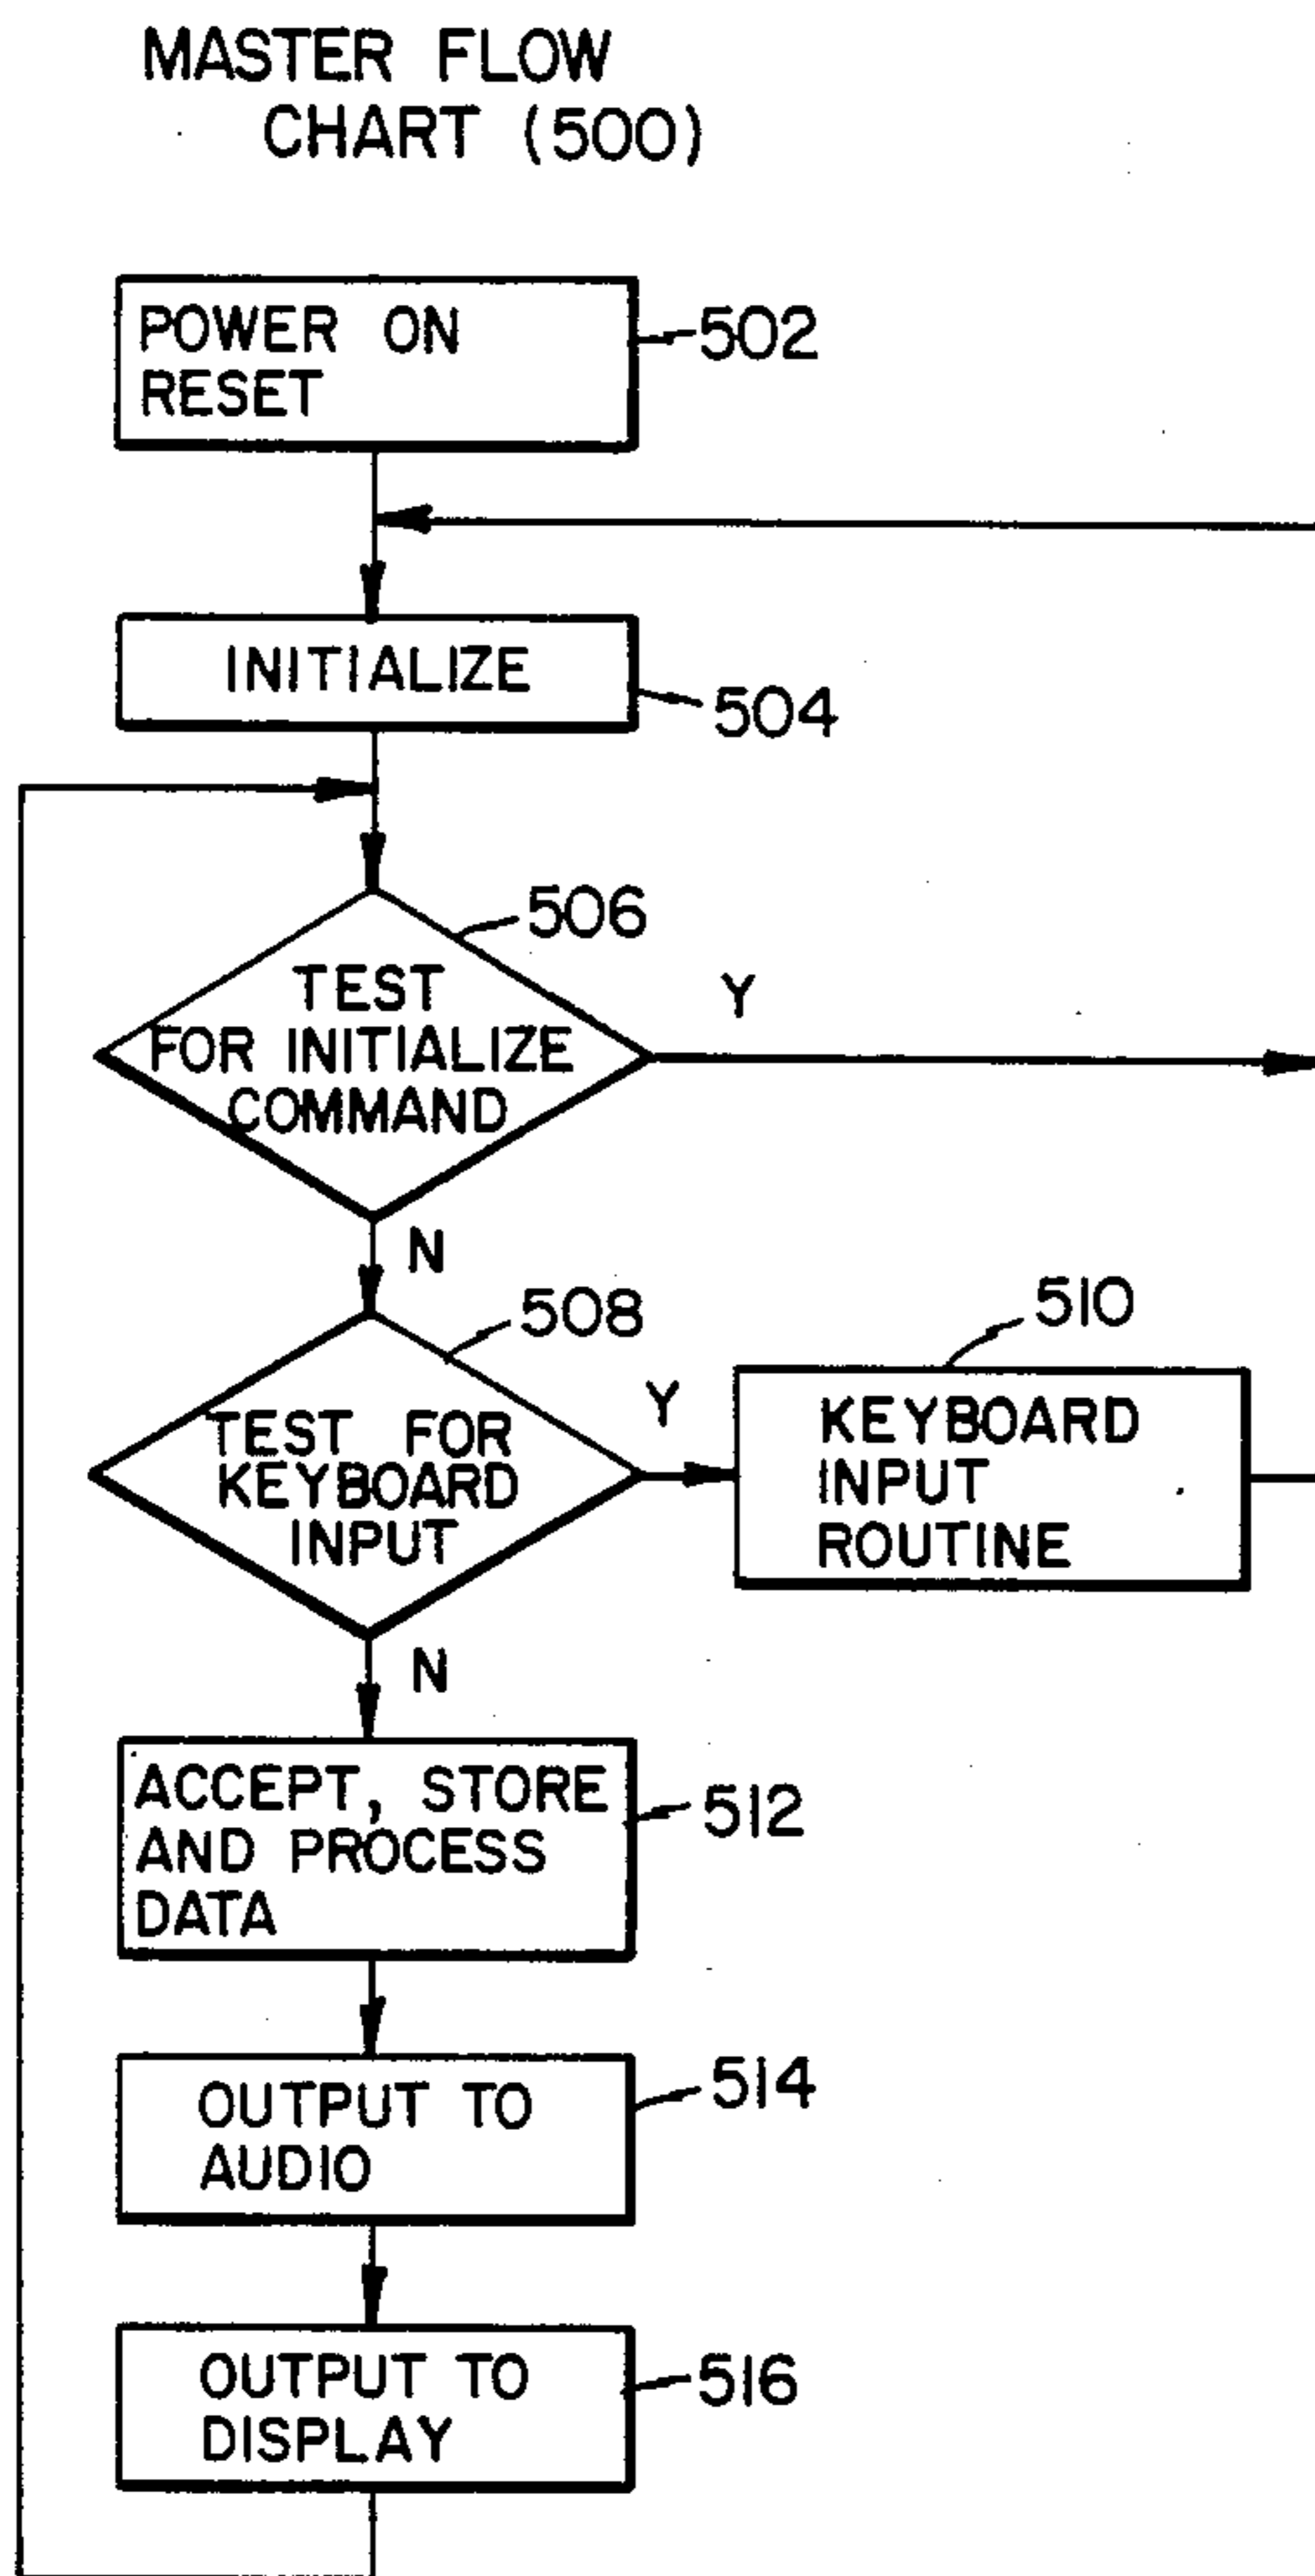 MASTER FLOW
CHART (500)
POWER ON
RESET
502
INITIALIZE
504
506
TEST
FOR INITIALIZE
COMMAND
Y
N
508
TEST FOR
KEYBOARD
INPUT
Y
510
KEYBOARD
INPUT
ROUTINE
N
ACCEPT, STORE
AND PROCESS
DATA
512
OUTPUT TO
AUDIO
514
OUTPUT TO
DISPLAY
516